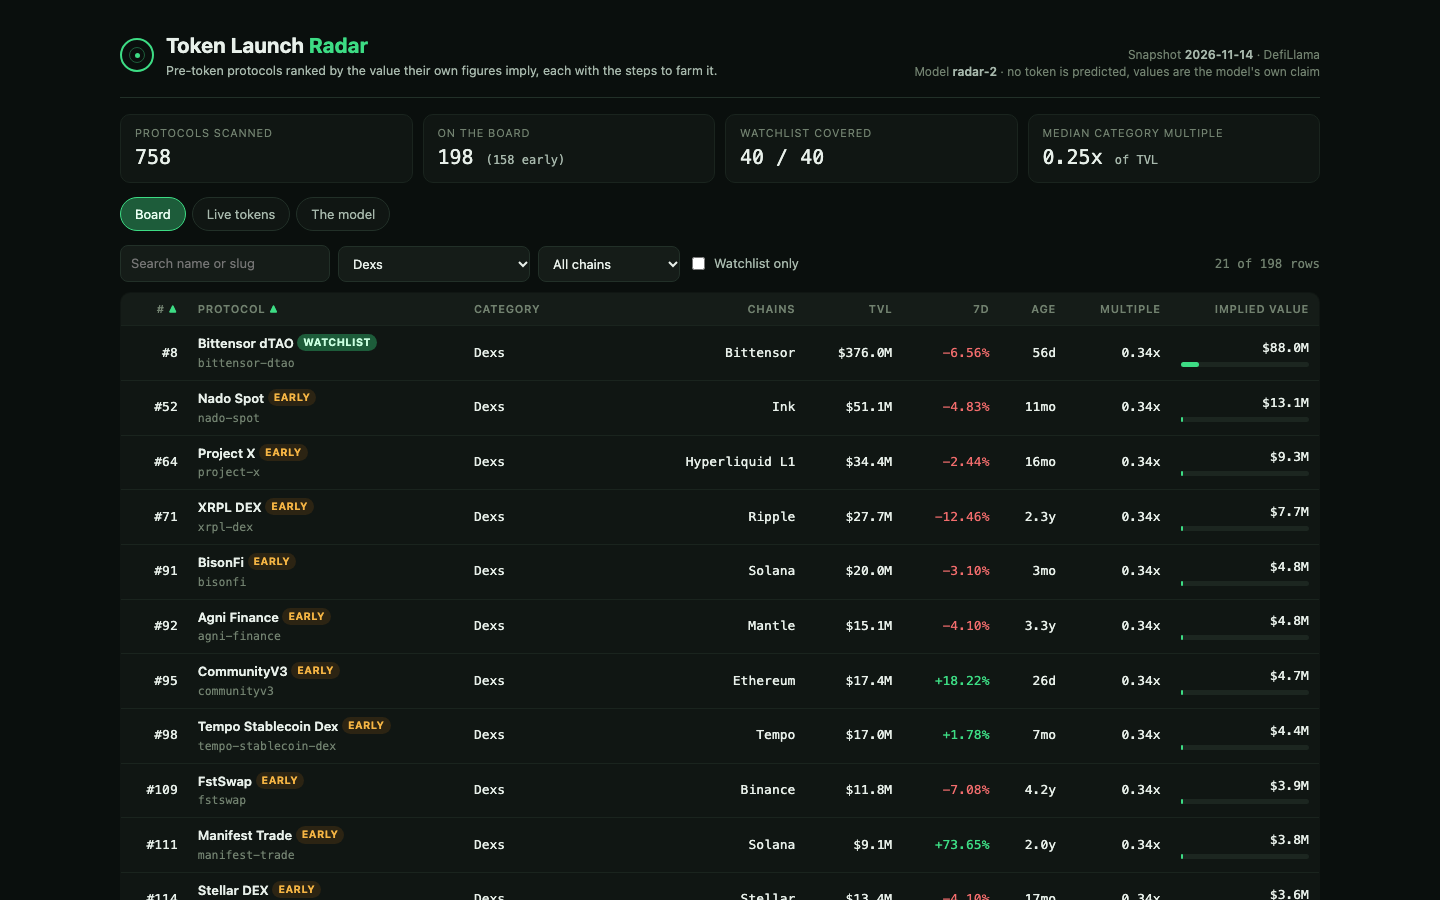 Token Launch Radar
Pre-token protocols ranked by the value their own figures imply, each with the steps to farm it.
Snapshot 2026-11-14 · DefiLlama
Model radar-2 · no token is predicted, values are the model's own claim
PROTOCOLS SCANNED
758
ON THE BOARD
198 (158 early)
WATCHLIST COVERED
40 / 40
MEDIAN CATEGORY MULTIPLE
0.25x of TVL
Board Live tokens The model
Search name or slug Dexs All chains Watchlist only 21 of 198 rows
# ▲ PROTOCOL ▲ CATEGORY CHAINS TVL 7D AGE MULTIPLE IMPLIED VALUE
#8 Bittensor dTAO WATCHLIST Dexs Bittensor $376.0M -6.56% 56d 0.34x $88.0M
bittensor-dtao
#52 Nado Spot EARLY Dexs Ink $51.1M -4.83% 11mo 0.34x $13.1M
nado-spot
#64 Project X EARLY Dexs Hyperliquid L1 $34.4M -2.44% 16mo 0.34x $9.3M
project-x
#71 XRPL DEX EARLY Dexs Ripple $27.7M -12.46% 2.3y 0.34x $7.7M
xrpl-dex
#91 BisonFi EARLY Dexs Solana $20.0M -3.10% 3mo 0.34x $4.8M
bisonfi
#92 Agni Finance EARLY Dexs Mantle $15.1M -4.10% 3.3y 0.34x $4.8M
agni-finance
#95 CommunityV3 EARLY Dexs Ethereum $17.4M +18.22% 26d 0.34x $4.7M
communityv3
#98 Tempo Stablecoin Dex EARLY Dexs Tempo $17.0M +1.78% 7mo 0.34x $4.4M
tempo-stablecoin-dex
#109 FstSwap EARLY Dexs Binance $11.8M -7.08% 4.2y 0.34x $3.9M
fstswap
#111 Manifest Trade EARLY Dexs Solana $9.1M +73.65% 2.0y 0.34x $3.8M
manifest-trade
#114 Stellar DEX EARLY Dexs Stellar $13.4M -4.10% 17mo 0.34x $3.6M